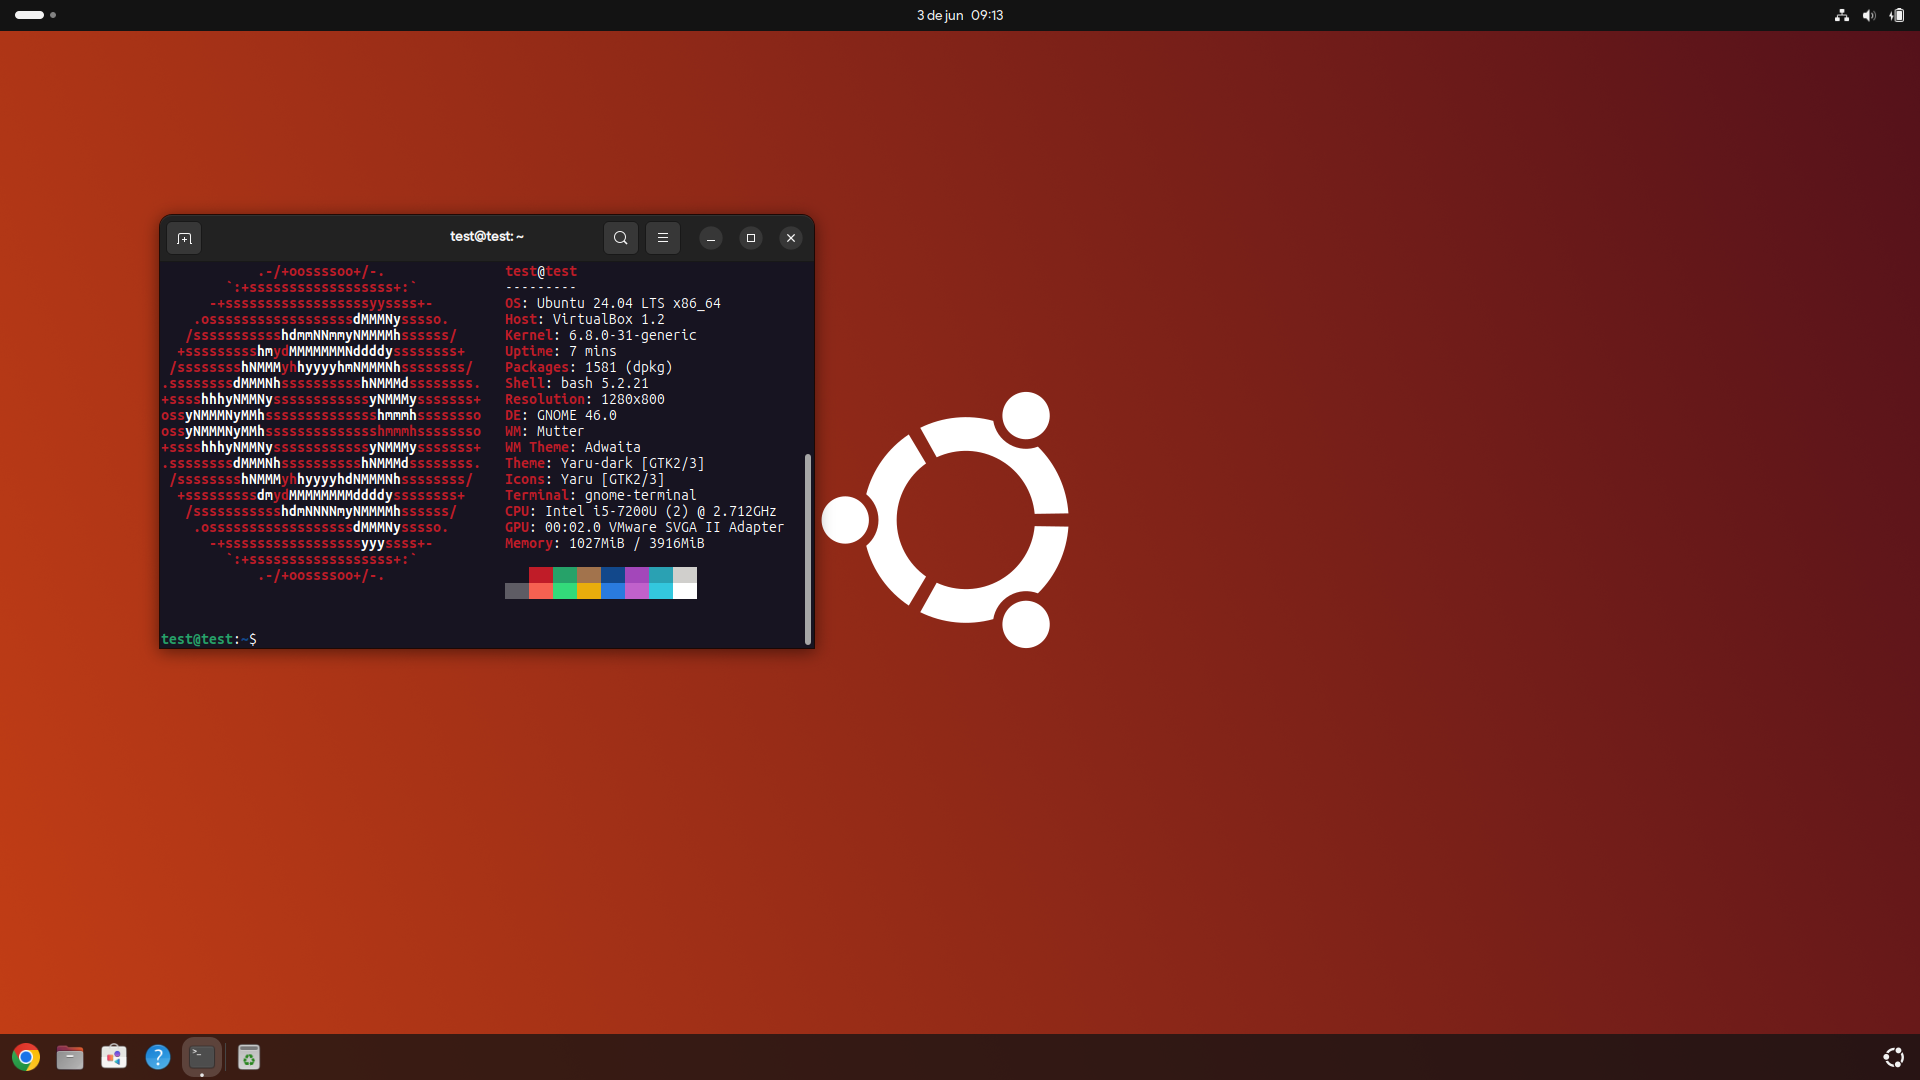 3 de jun 09:13
test@test: ~
.-/+oossssoo+/-. test@test
`:+ssssssssssssssssss+:` ---------
-+ssssssssssssssssssyyssss+- OS: Ubuntu 24.04 LTS x86_64
.ossssssssssssssssssdMMMNysssso. Host: VirtualBox 1.2
/ssssssssssshdmmNNmmyNMMMMhssssss/ Kernel: 6.8.0-31-generic
+ssssssssshmydMMMMMMMNddddyssssssss+ Uptime: 7 mins
/sssssssshNMMMyhhyyyyhmNMMMNhssssssss/ Packages: 1581 (dpkg)
.ssssssssdMMMNhsssssssssshNMMMdssssssss. Shell: bash 5.2.21
+sssshhhyNMMNyssssssssssssyNMMMysssssss+ Resolution: 1280x800
ossyNMMMNyMMhsssssssssssssshmmmhssssssso DE: GNOME 46.0
ossyNMMMNyMMhsssssssssssssshmmmhssssssso WM: Mutter
+sssshhhyNMMNyssssssssssssyNMMMysssssss+ WM Theme: Adwaita
.ssssssssdMMMNhsssssssssshNMMMdssssssss. Theme: Yaru-dark [GTK2/3]
/sssssssshNMMMyhhyyyyhdNMMMNhssssssss/ Icons: Yaru [GTK2/3]
+sssssssssdmydMMMMMMMMddddyssssssss+ Terminal: gnome-terminal
/ssssssssssshdmNNNNmyNMMMMhssssss/ CPU: Intel i5-7200U (2) @ 2.712GHz
.ossssssssssssssssssdMMMNysssso. GPU: 00:02.0 VMware SVGA II Adapter
-+sssssssssssssssssyyyssss+- Memory: 1027MiB / 3916MiB
`:+ssssssssssssssssss+:`
.-/+oossssoo+/-.
test@test:~$